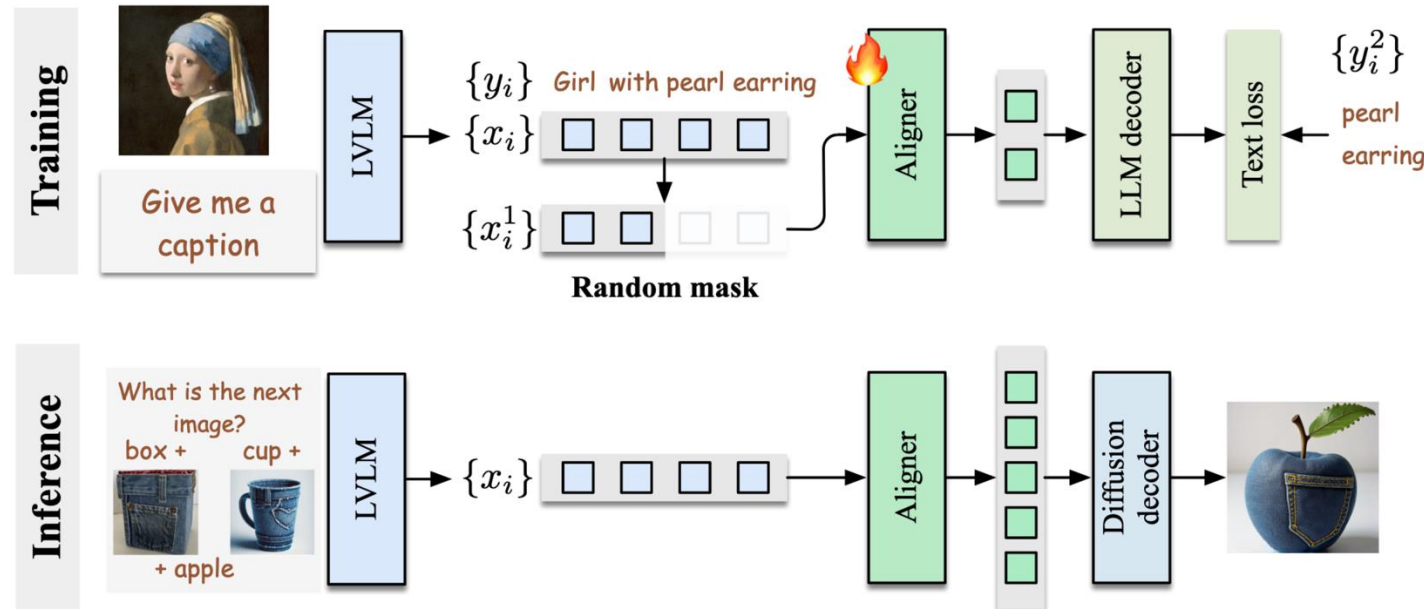 Training
Give me a
caption
LVLM
{y_i} Girl with pearl earring
{x_i}
{x_i^1}
Random mask
Aligner
LLM decoder
Text loss
{y_i^2}
pearl
earring
Inference
What is the next
image?
box + cup +
+ apple
LVLM
{x_i}
Aligner
Diffusion
decoder